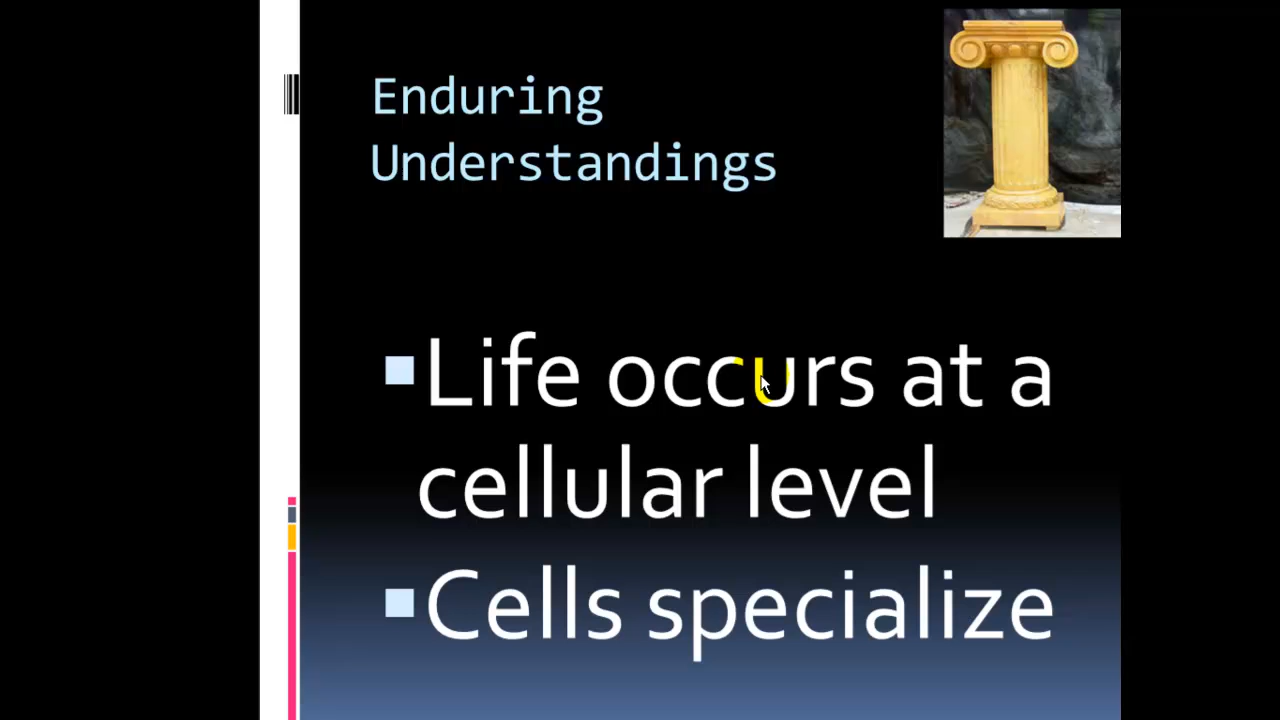 Enduring
Understandings
Life occurs at a
cellular level
Cells specialize